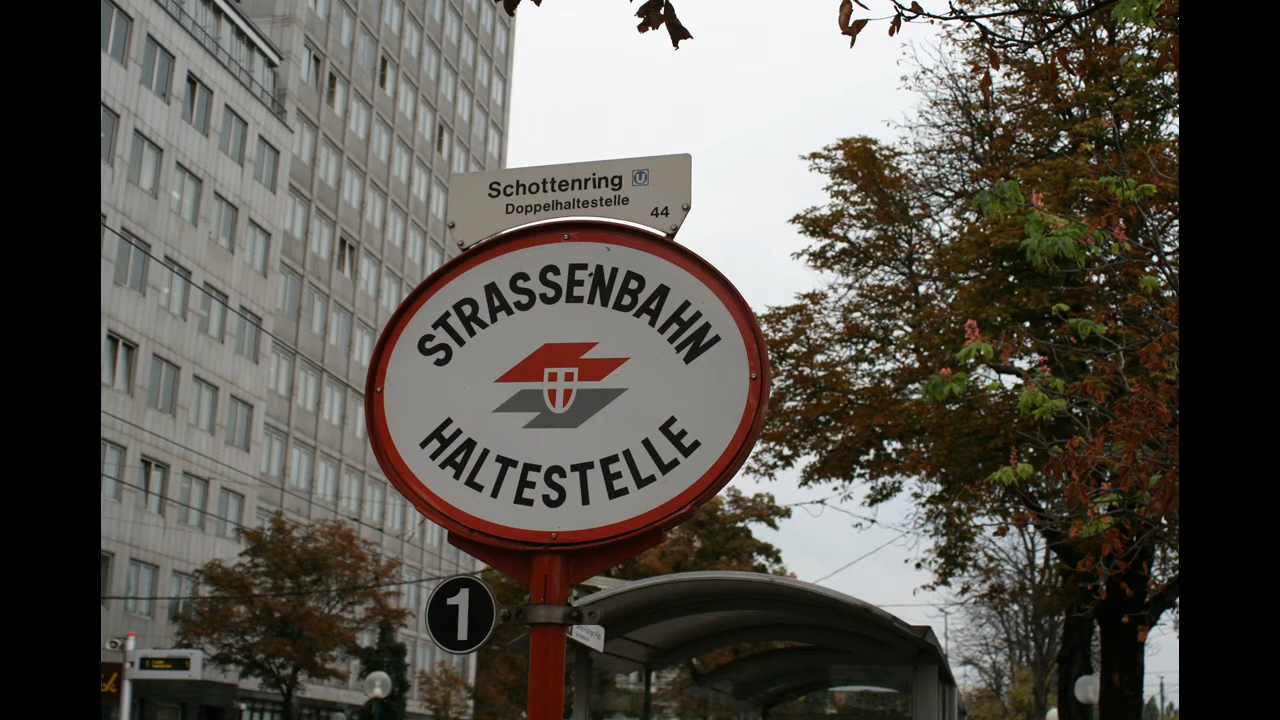 Schottenring U
Doppelhaltestelle
44
STRASSENBAHN
HALTESTELLE
1